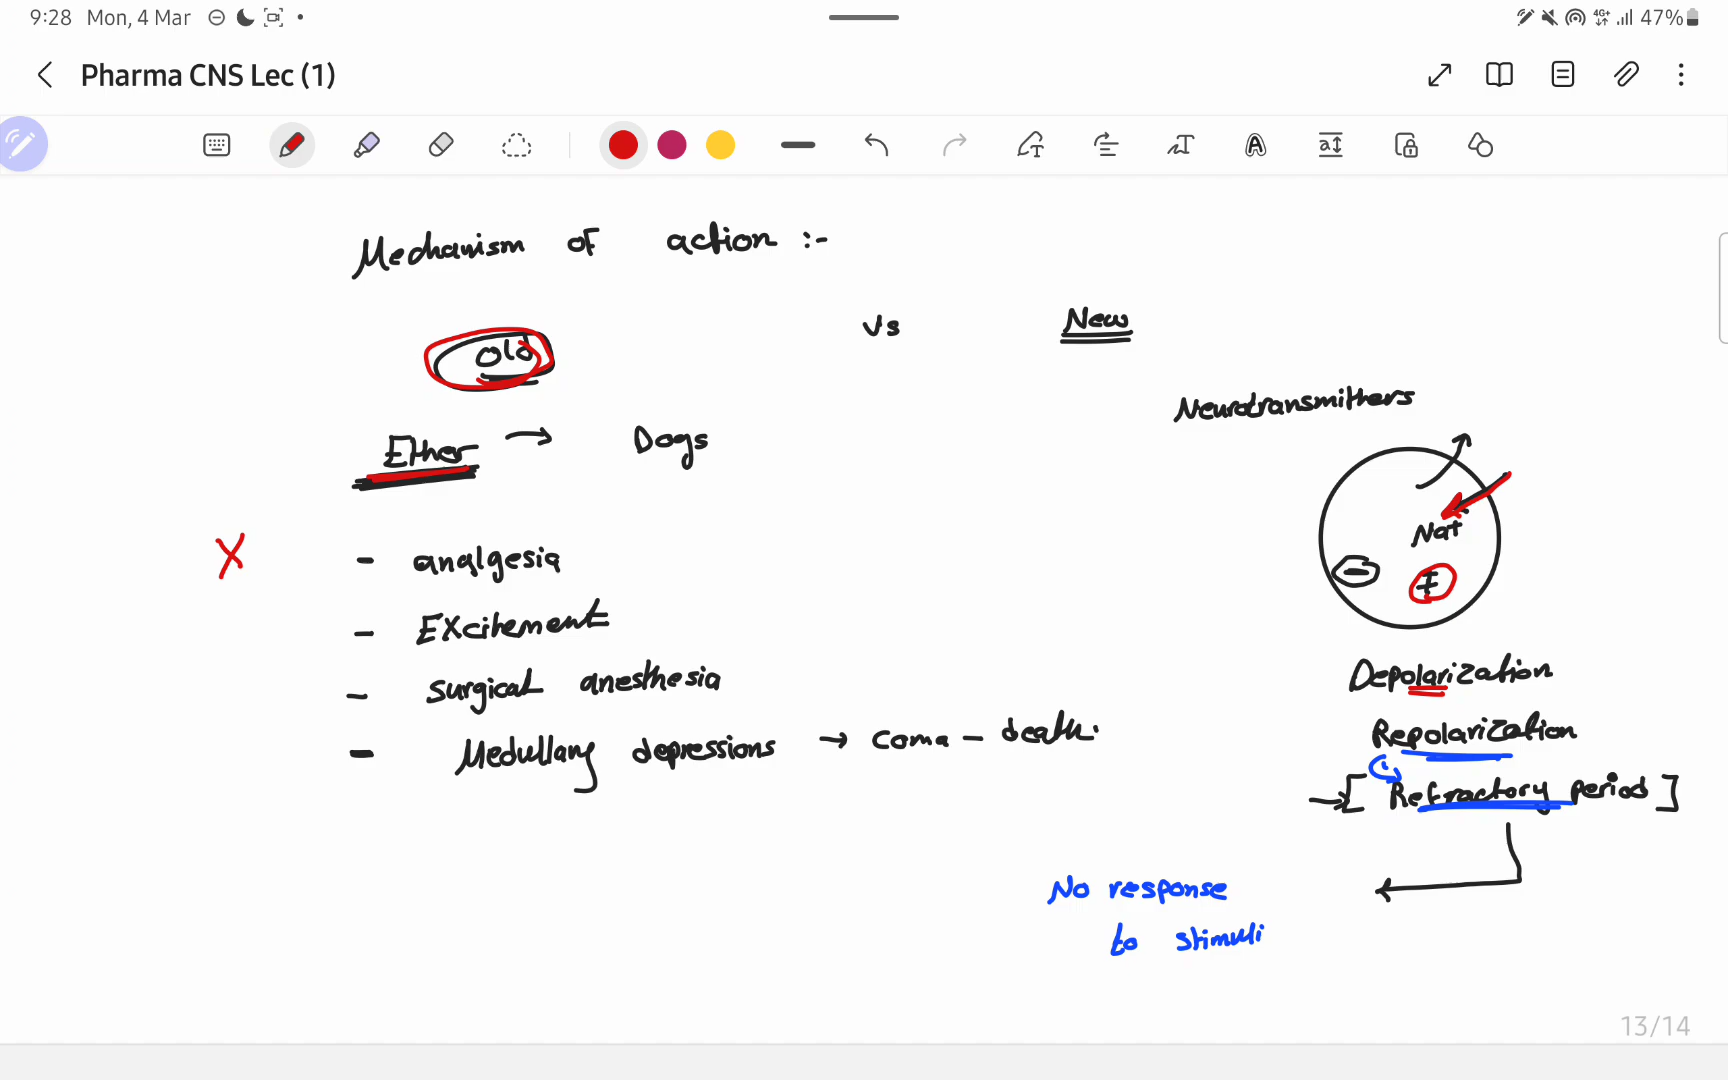 9:28 Mon, 4 Mar
4G+ 47%
Pharma CNS Lec (1)
Mechanism of action :-
old vs New
Ether → Dogs
Neurotransmitters
X
- analgesia
- Excitement
- surgical anesthesia
- Medullary depressions → coma - death.
Na+
- +
Depolarization
Repolarization
→ [ Refractory period ]
No response
to stimuli
13/14